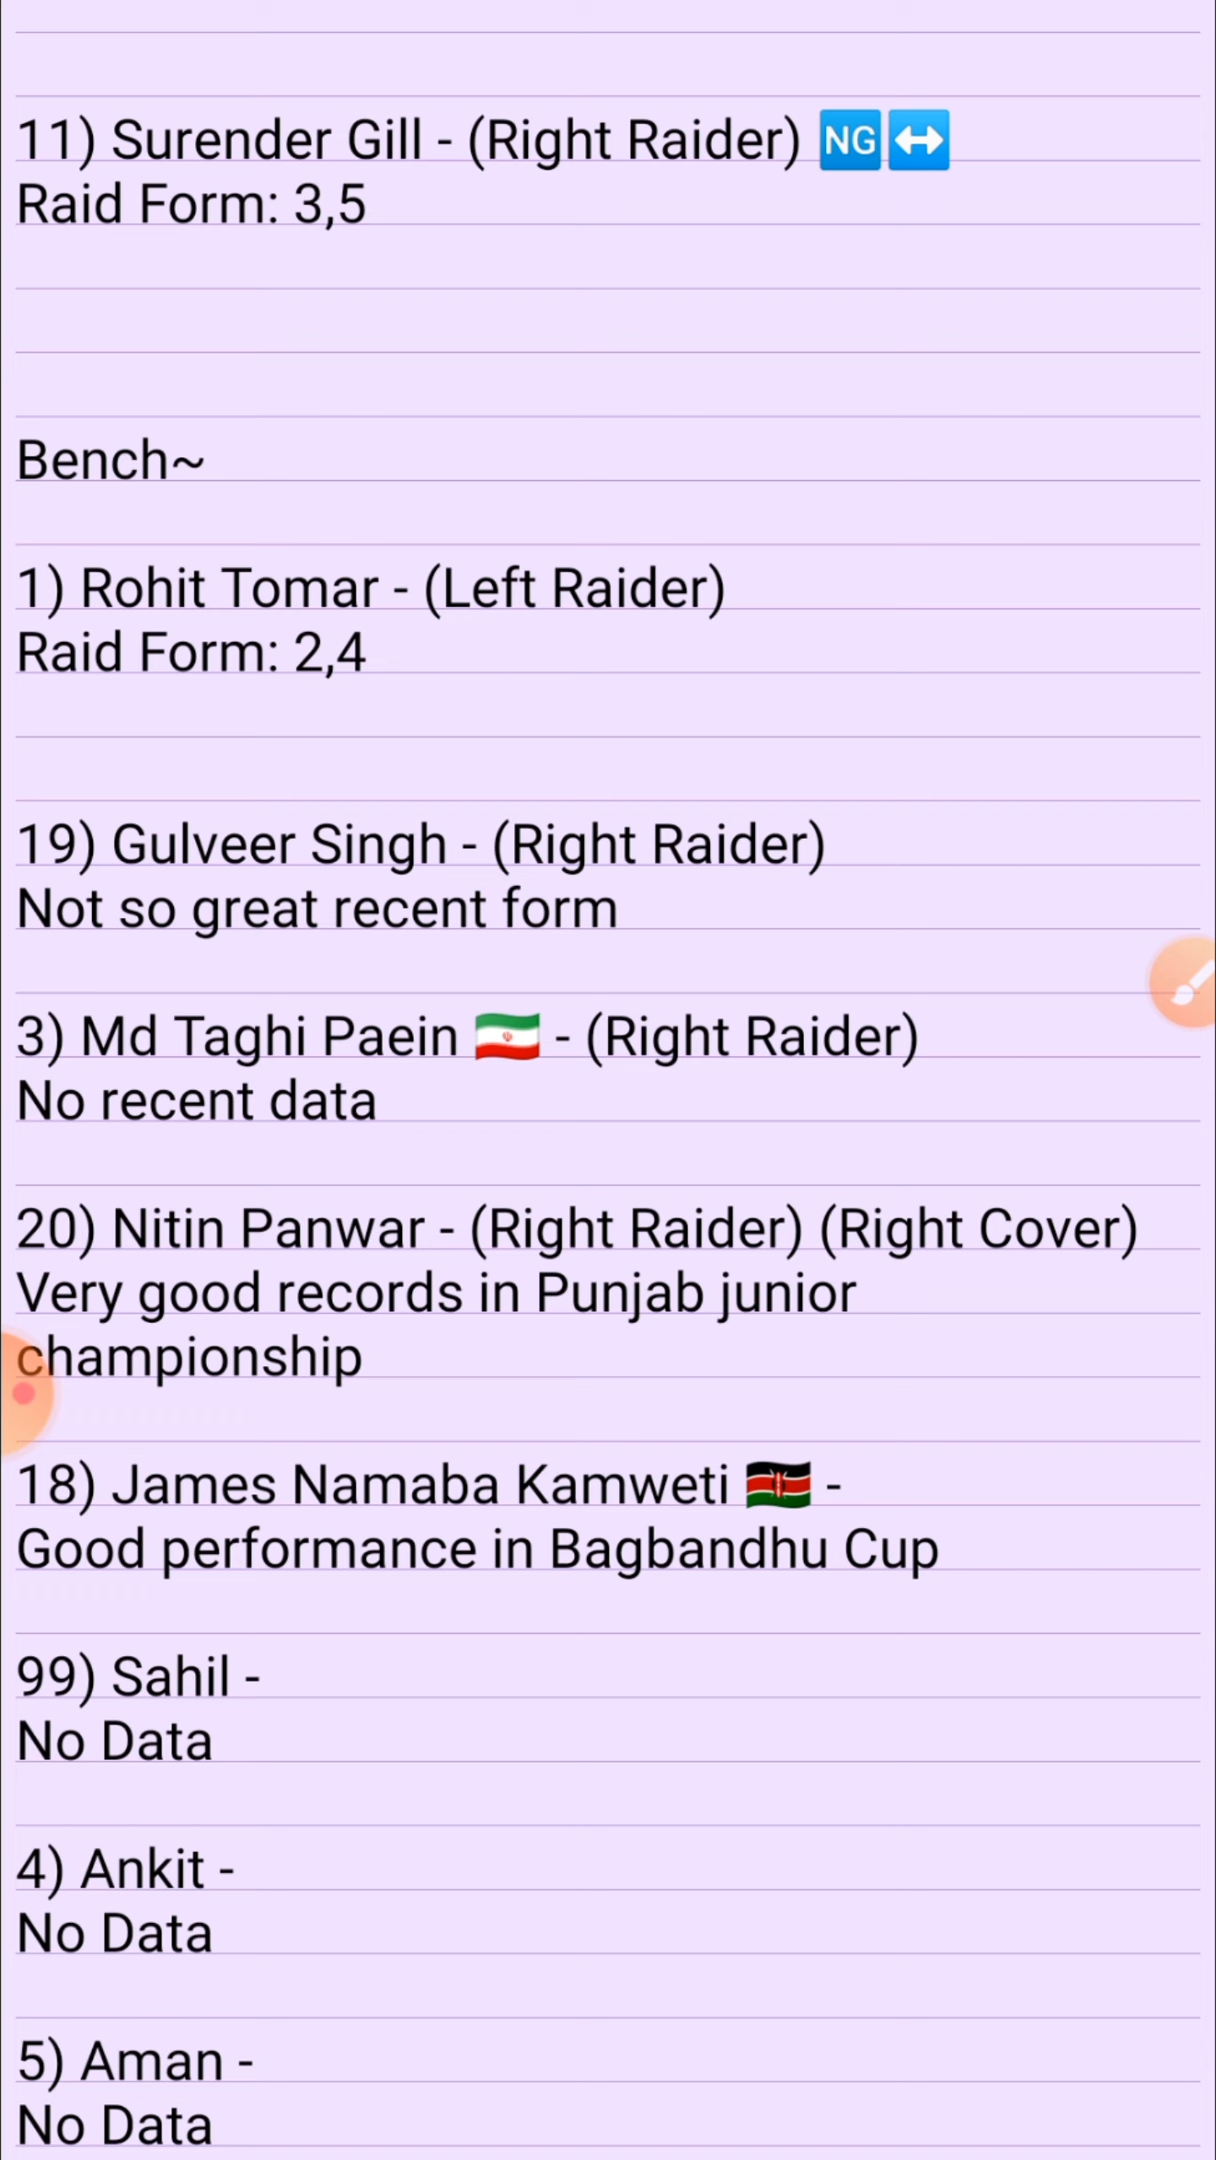 11) Surender Gill - (Right Raider) 🆖↔️
Raid Form: 3,5
Bench~
1) Rohit Tomar - (Left Raider)
Raid Form: 2,4
19) Gulveer Singh - (Right Raider)
Not so great recent form
3) Md Taghi Paein 🇮🇷 - (Right Raider)
No recent data
20) Nitin Panwar - (Right Raider) (Right Cover)
Very good records in Punjab junior
championship
18) James Namaba Kamweti 🇰🇪 -
Good performance in Bagbandhu Cup
99) Sahil -
No Data
4) Ankit -
No Data
5) Aman -
No Data